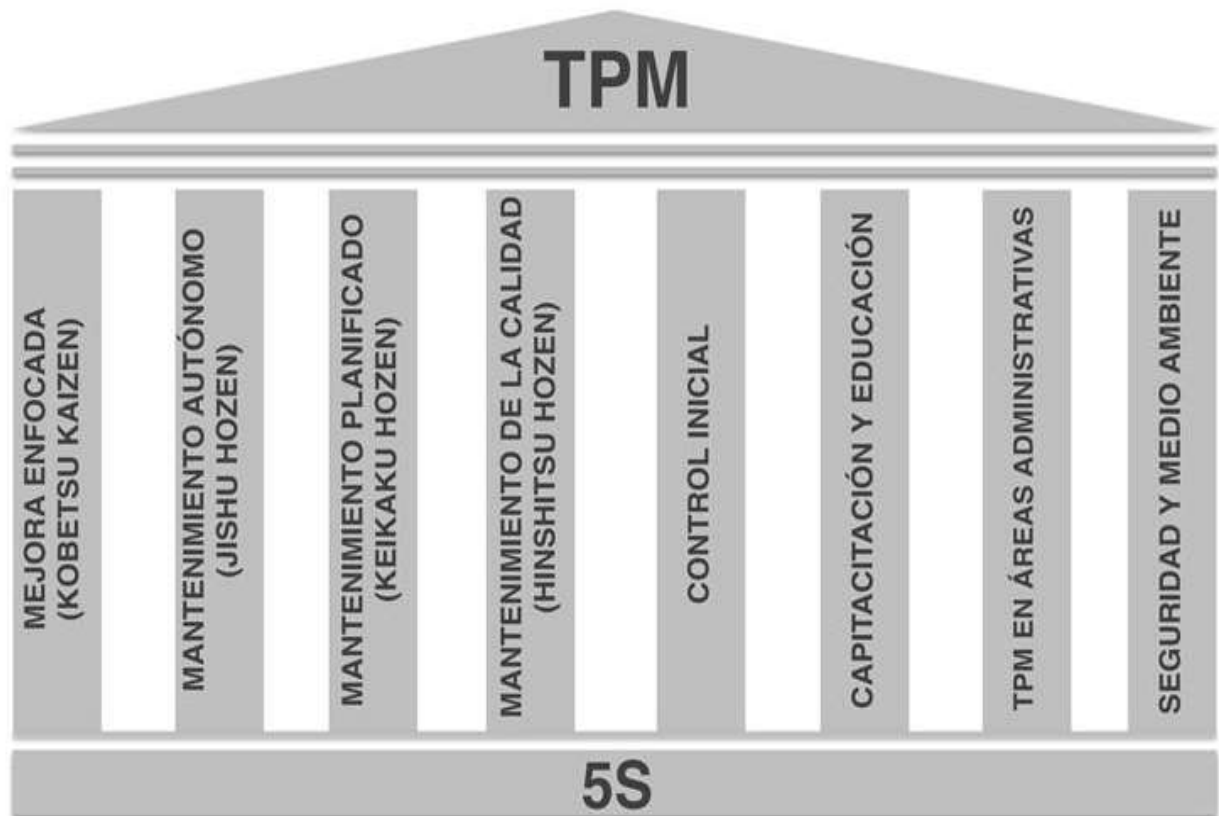 TPM
MEJORA ENFOCADA
(KOBETSU KAIZEN)
MANTENIMIENTO AUTÓNOMO
(JISHU HOZEN)
MANTENIMIENTO PLANIFICADO
(KEIKAKU HOZEN)
MANTENIMIENTO DE LA CALIDAD
(HINSHITSU HOZEN)
CONTROL INICIAL
CAPITACITACIÓN Y EDUCACIÓN
TPM EN ÁREAS ADMINISTRATIVAS
SEGURIDAD Y MEDIO AMBIENTE
5S